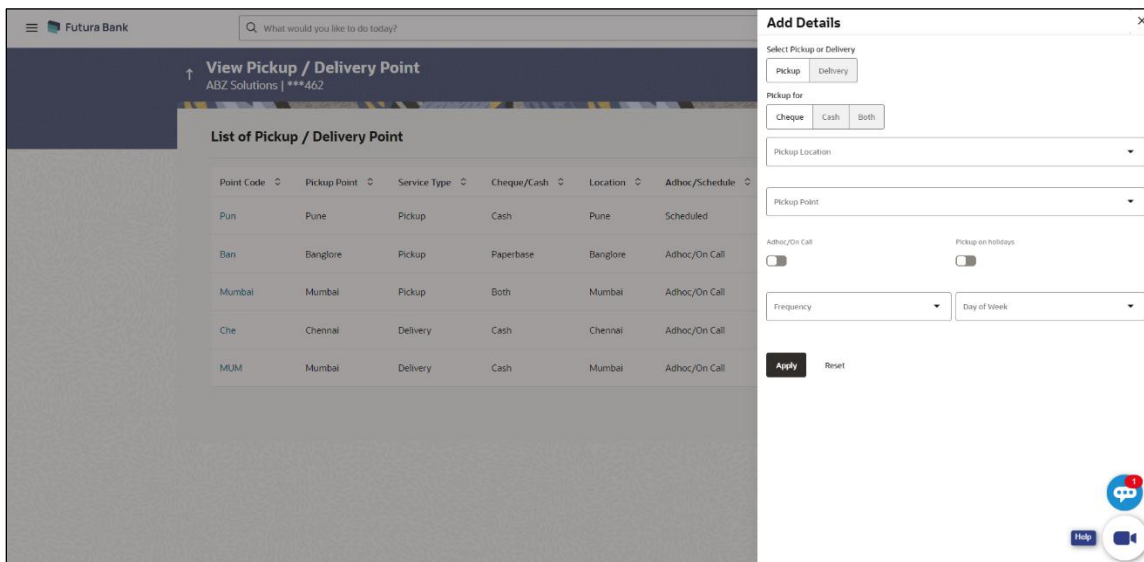 Futura Bank
What would you like to do today?
View Pickup / Delivery Point
ABZ Solutions | ***462
List of Pickup / Delivery Point
Point Code Pickup Point Service Type Cheque/Cash Location Adhoc/Schedule
Pun Pune Pickup Cash Pune Scheduled
Ban Banglore Pickup Paperbase Banglore Adhoc/On Call
Mumbai Mumbai Pickup Both Mumbai Adhoc/On Call
Che Chennai Delivery Cash Chennai Adhoc/On Call
MUM Mumbai Delivery Cash Mumbai Adhoc/On Call
Add Details
Select Pickup or Delivery
Pickup Delivery
Pickup for
Cheque Cash Both
Pickup Location
Pickup Point
Adhoc/On Call Pickup on holidays
Frequency Day of Week
Apply Reset
1
Help